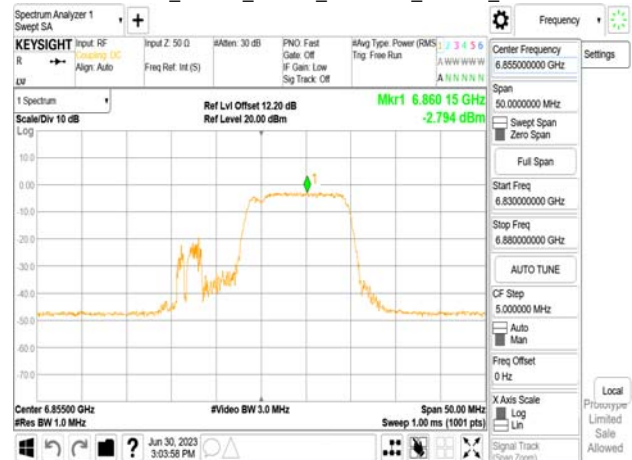 Spectrum Analyzer 1
Swept SA
Frequency
KEYSIGHT
R
Input: RF
Coupling: DC
Align: Auto
Input Z: 50 Ω
Freq Ref: Int (S)
#Atten: 30 dB
PNO: Fast
Gate: Off
IF Gain: Low
Sig Track: Off
#Avg Type: Power (RMS
Trig: Free Run
1 2 3 4 5 6
A W W W W W
A N N N N N
1 Spectrum
Scale/Div 10 dB
Log
Ref Lvl Offset 12.20 dB
Ref Level 20.00 dBm
Mkr1 6.860 15 GHz
-2.794 dBm
10.0
0.00
-10.0
-20.0
-30.0
-40.0
-50.0
-60.0
-70.0
1
Center 6.85500 GHz
#Res BW 1.0 MHz
#Video BW 3.0 MHz
Span 50.00 MHz
Sweep 1.00 ms (1001 pts)
Center Frequency
6.855000000 GHz
Settings
Span
50.0000000 MHz
Swept Span
Zero Span
Full Span
Start Freq
6.830000000 GHz
Stop Freq
6.880000000 GHz
AUTO TUNE
CF Step
5.000000 MHz
Auto
Man
Freq Offset
0 Hz
X Axis Scale
Log
Lin
Signal Track
(Span Zoom)
Local
Prototype
Limited
Sale
Allowed
?
Jun 30, 2023
3:03:58 PM